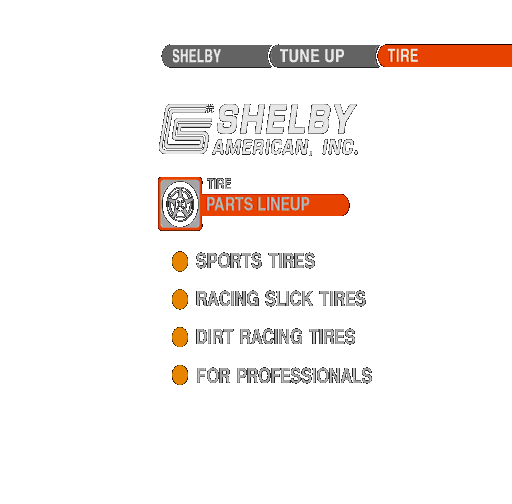 SHELBY TUNE UP TIRE
SHELBY
AMERICAN, INC.
TIRE
PARTS LINEUP
SPORTS TIRES
RACING SLICK TIRES
DIRT RACING TIRES
FOR PROFESSIONALS